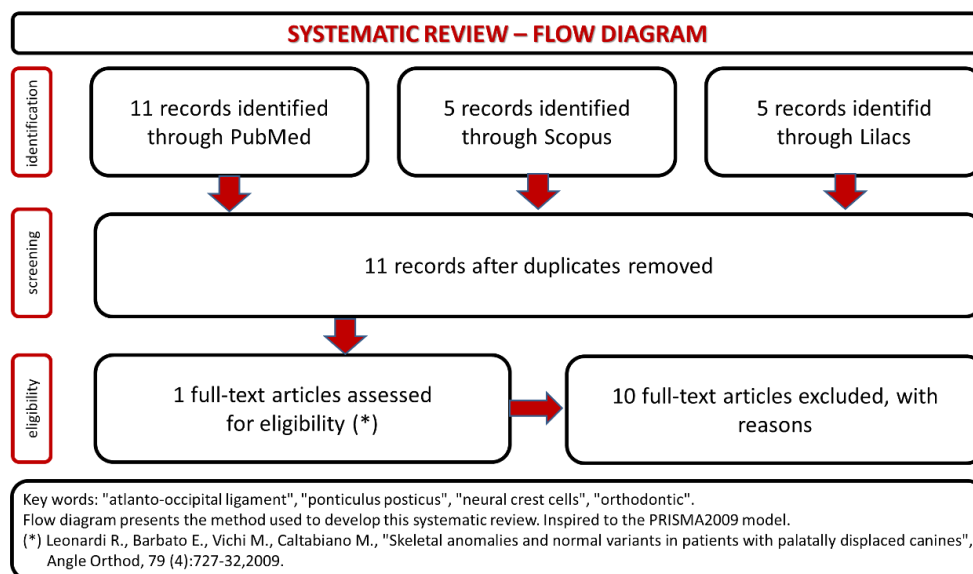 SYSTEMATIC REVIEW – FLOW DIAGRAM
identification
11 records identified
through PubMed
5 records identified
through Scopus
5 records identifid
through Lilacs
screening
11 records after duplicates removed
eligibility
1 full-text articles assessed
for eligibility (*)
10 full-text articles excluded, with
reasons
Key words: "atlanto-occipital ligament", "ponticulus posticus", "neural crest cells", "orthodontic".
Flow diagram presents the method used to develop this systematic review. Inspired to the PRISMA2009 model.
(*) Leonardi R., Barbato E., Vichi M., Caltabiano M., "Skeletal anomalies and normal variants in patients with palatally displaced canines",
Angle Orthod, 79 (4):727-32,2009.